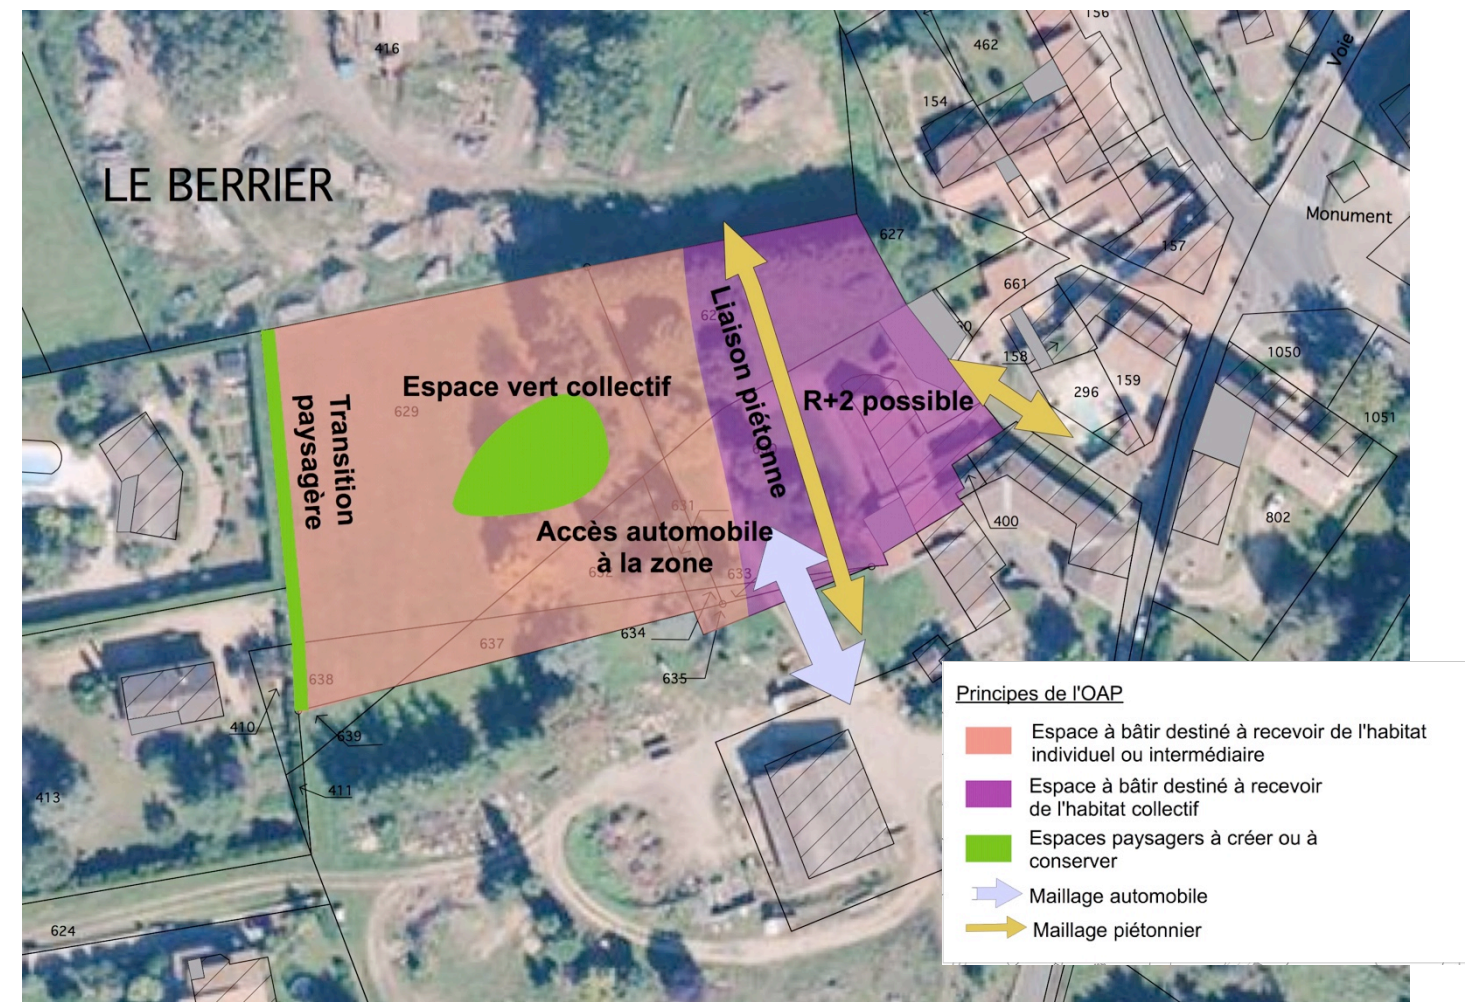 156
416
462
Voie
154
LE BERRIER
Monument
627
157
661
Liaison piétonne
158
1050
Espace vert collectif
R+2 possible
296
159
629
1051
Transition
paysagère
631
Accès automobile
à la zone
400
802
632
633
634
637
635
638
410
639
411
413
624
Principes de l'OAP
Espace à bâtir destiné à recevoir de l'habitat
individuel ou intermédiaire
Espace à bâtir destiné à recevoir
de l'habitat collectif
Espaces paysagers à créer ou à
conserver
Maillage automobile
Maillage piétonnier